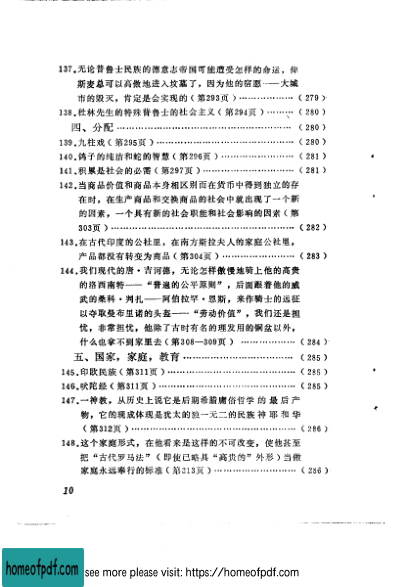 137.无论普鲁士民族的德意志帝国可能遭受怎样的命运，俾
斯麦总可以高傲地进入坟墓了，因为他的宿愿——大城
市的毁灭，肯定是会实现的（第293页）………………（279）
138.杜林先生的特殊普鲁士的社会主义（第294页）………（280）
四、分配……………………………………………………（280）
139.九柱戏（第295页）………………………………………（280）
140.鸽子的纯洁和蛇的智慧（第296页）……………………（281）
141.积累是社会的必需（第297页）…………………………（281）
142.当商品价值和商品本身相区别而在货币中得到独立的存
在时，在生产商品和交换商品的社会中就出现了一个新
的因素，一个具有新的社会职能和社会影响的因素（第
303页）……………………………………………………（282）
143.在古代印度的公社里，在南方斯拉夫人的家庭公社里，
产品都没有转变为商品（第304页）……………………（283）
144.我们现代的唐·吉诃德，无论怎样傲慢地骑上他的高贵
的洛西南特——“普遍的公平原则”，后面跟着他的威
武的桑科·判扎——阿伯拉罕·恩斯，来作骑士的远征
以夺取曼布里诺的头盔——“劳动价值”，我们还是担
忧，非常担忧，他除了古时有名的理发用的铜盆以外，
什么也拿不到家里去（第308—309页）…………………（284）
五、国家，家庭，教育……………………………………（285）
145.印欧民族（第311页）……………………………………（285）
146.吠陀经（第311页）………………………………………（285）
147.一神教，从历史上说它是后期希腊庸俗哲学的最后产
物，它的现成体现是犹太的独一无二的民族神耶和华
（第312页）………………………………………………（286）
148.这个家庭形式，在他看来是这样的不可改变，使他甚至
把“古代罗马法”（即使已略具“高贵的”外形）当做
家庭永远奉行的标准（第313页）………………………（286）
10
homeofpdf.com
see more please visit: https://homeofpdf.com